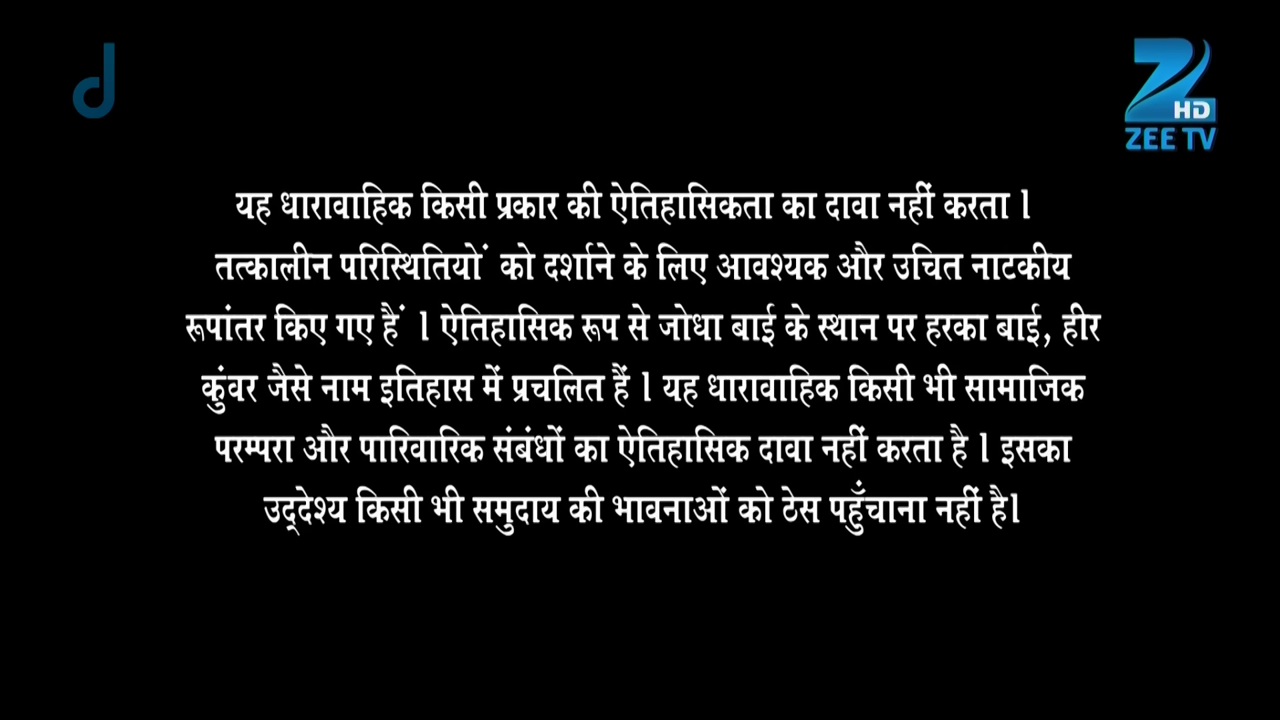 d
Z HD
ZEE TV
यह धारावाहिक किसी प्रकार की ऐतिहासिकता का दावा नहीं करता ।
तत्कालीन परिस्थितियों को दर्शाने के लिए आवश्यक और उचित नाटकीय
रूपांतर किए गए हैं । ऐतिहासिक रूप से जोधा बाई के स्थान पर हरका बाई, हीर
कुंवर जैसे नाम इतिहास में प्रचलित हैं । यह धारावाहिक किसी भी सामाजिक
परम्परा और पारिवारिक संबंधों का ऐतिहासिक दावा नहीं करता है । इसका
उद्‌देश्य किसी भी समुदाय की भावनाओं को ठेस पहुँचाना नहीं है।